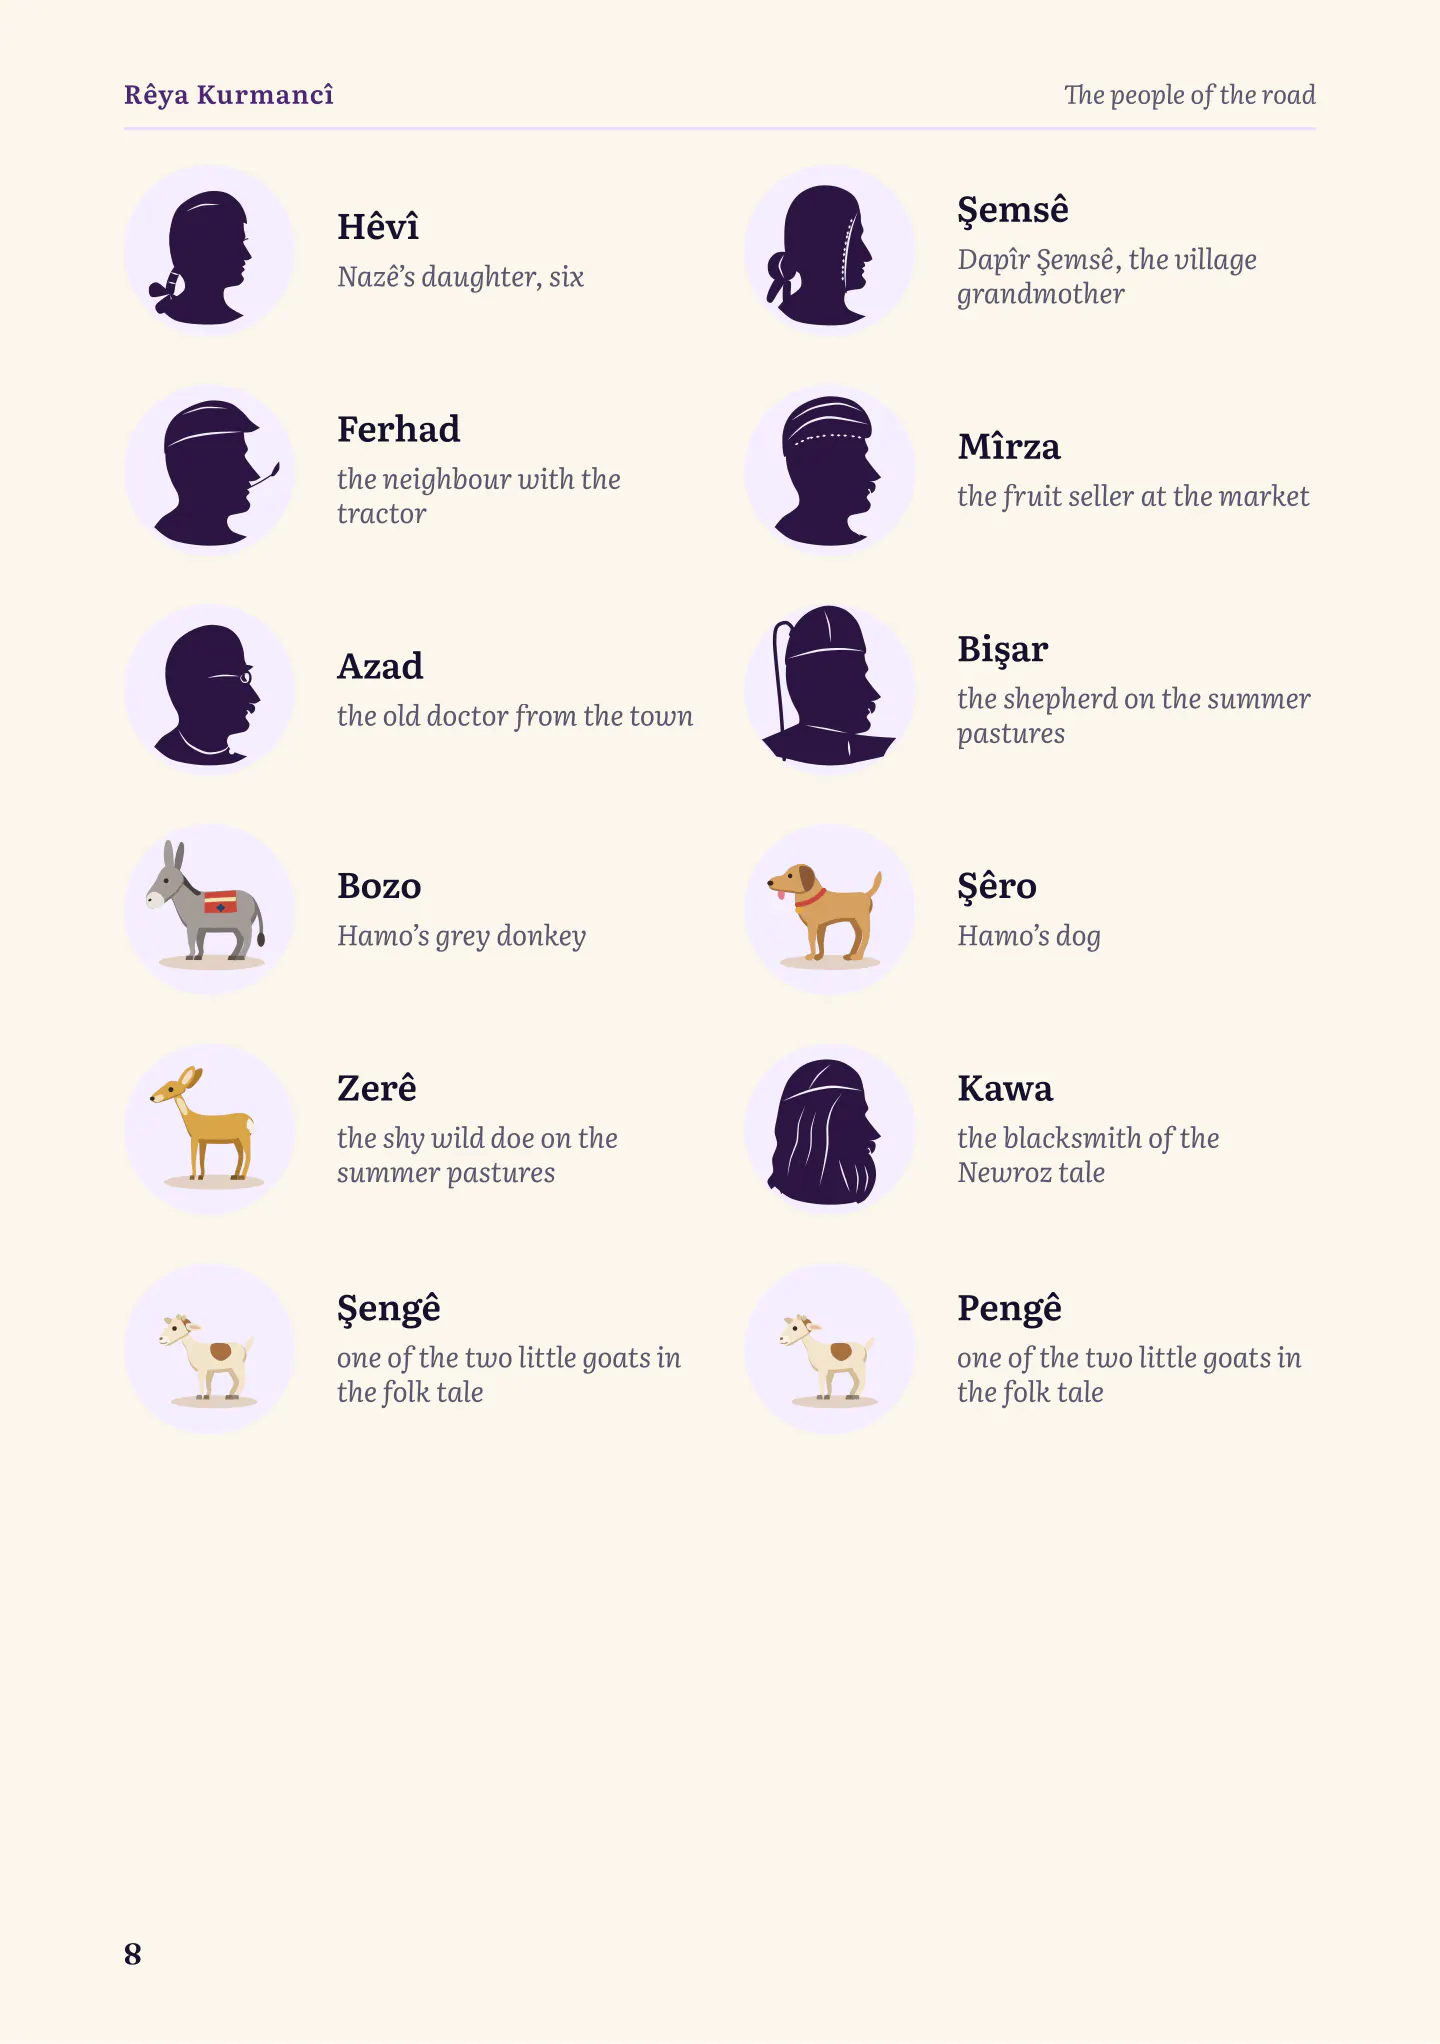 Rêya Kurmancî
The people of the road
Hêvî
Nazê’s daughter, six
Şemsê
Dapîr Şemsê, the village
grandmother
Ferhad
the neighbour with the
tractor
Mîrza
the fruit seller at the market
Azad
the old doctor from the town
Bişar
the shepherd on the summer
pastures
Bozo
Hamo’s grey donkey
Şêro
Hamo’s dog
Zerê
the shy wild doe on the
summer pastures
Kawa
the blacksmith of the
Newroz tale
Şengê
one of the two little goats in
the folk tale
Pengê
one of the two little goats in
the folk tale
8